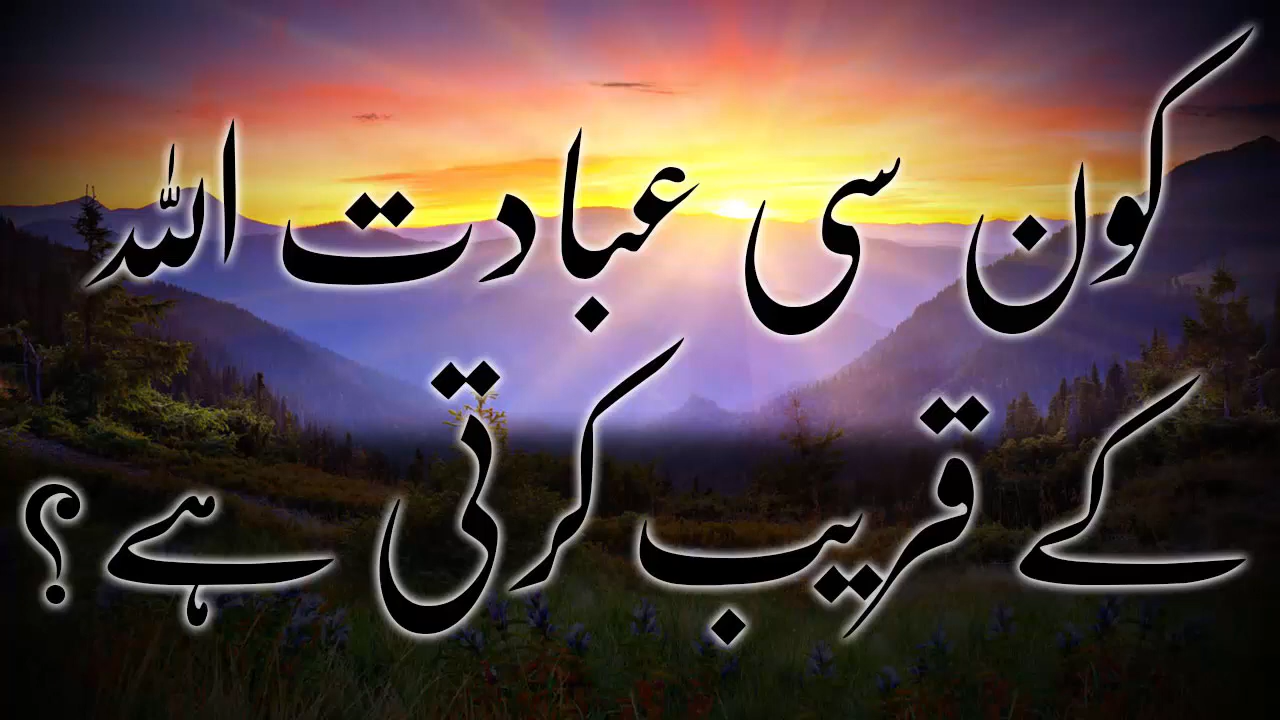 کون سی عبادت اللہ
کے قریب کرتی ہے؟